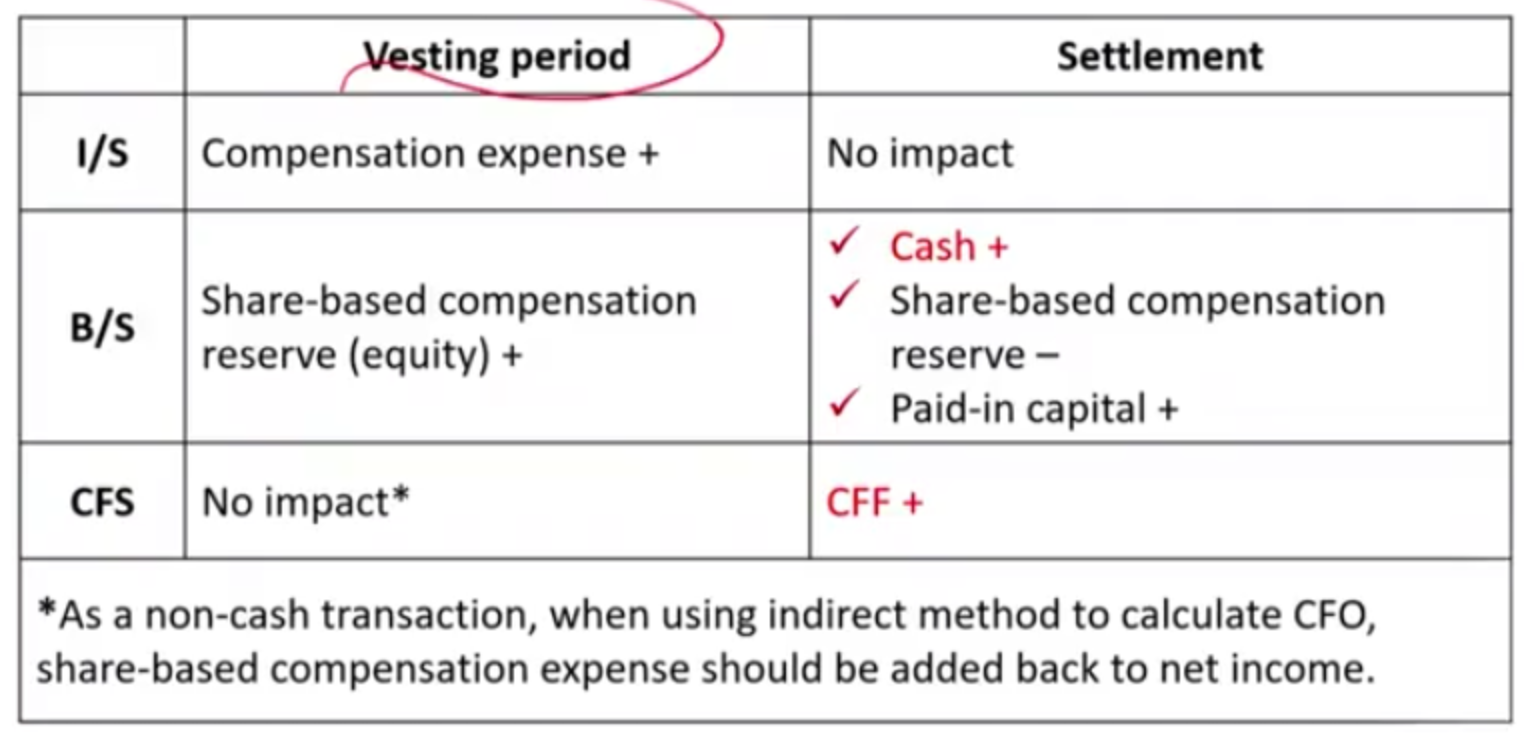 Vesting period
Settlement
I/S
Compensation expense +
No impact
B/S
Share-based compensation
reserve (equity) +
✓ Cash +
✓ Share-based compensation
reserve –
✓ Paid-in capital +
CFS
No impact*
CFF +
*As a non-cash transaction, when using indirect method to calculate CFO,
share-based compensation expense should be added back to net income.